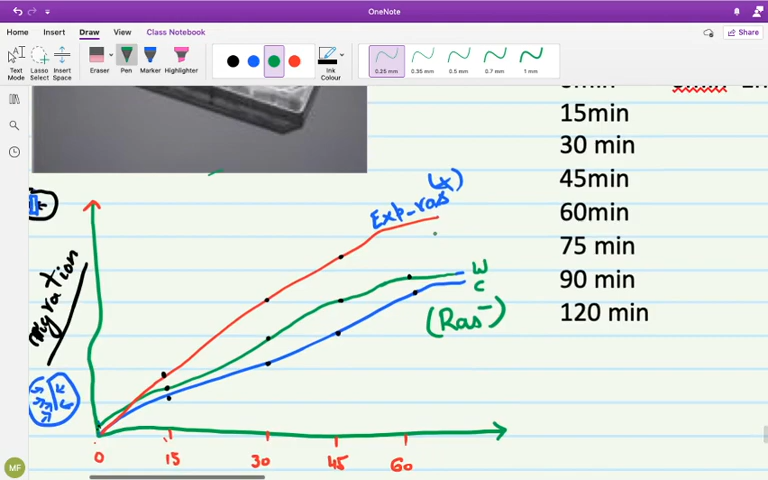 OneNote
Home Insert Draw View Class Notebook
Share
Text Mode
Lasso Select
Insert Space
Eraser
Pen
Marker
Highlighter
Ink Colour
0.25 mm
0.35 mm
0.5 mm
0.7 mm
1 mm
15min
30 min
45min
60min
75 min
90 min
120 min
(+)
Exp-ras
W
C
(Ras-)
Migration
0 15 30 45 60
MF